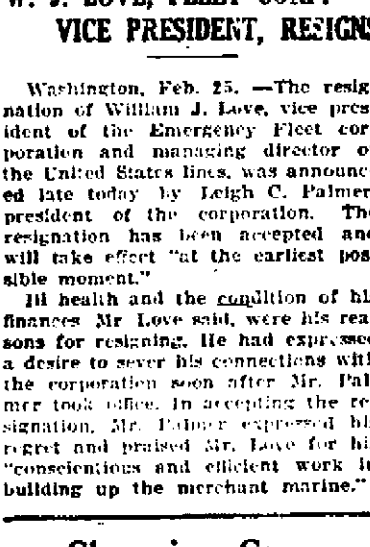 W. J. LOVE, FLEET CORP.
VICE PRESIDENT, RESIGNS
Washington, Feb. 25. —The resig
nation of William J. Love, vice pres
ident of the Emergency Fleet cor
poration and managing director o
the United States lines, was announc
ed late today by Leigh C. Palmer
president of the corporation. The
resignation has been accepted and
will take effect "at the earliest pos
sible moment."
Ill health and the condition of hi
finances Mr Love said, were his rea
sons for resigning. He had expresse
a desire to sever his connections with
the corporation soon after Mr. Pal
mer took office. In accepting the re
signation, Mr. Palmer expressed hi
regret and praised Mr. Love for hi
"conscientious and efficient work in
building up the merchant marine."